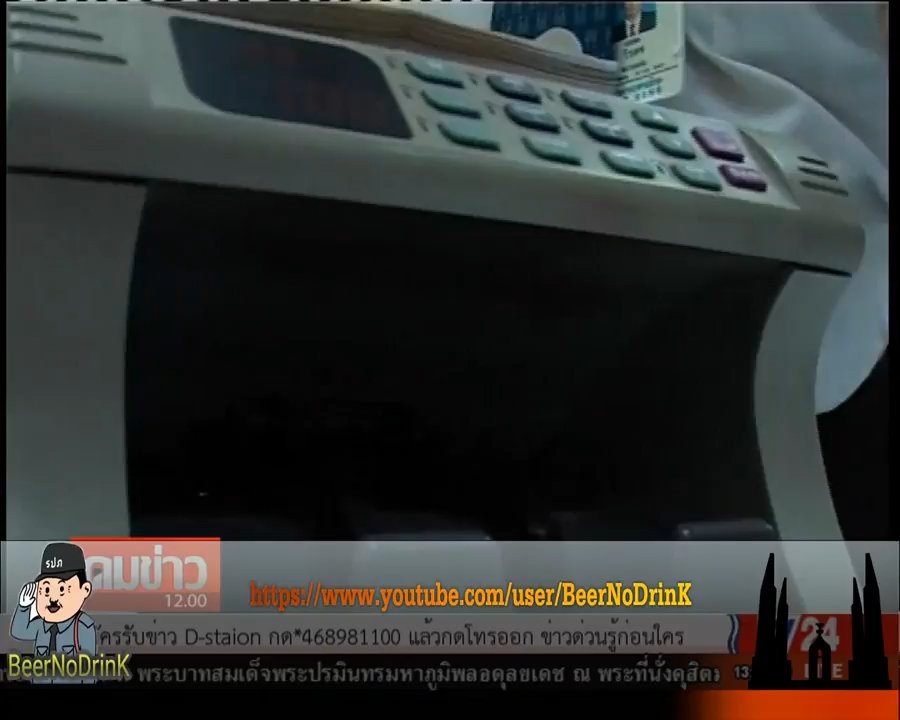 รปภ
คมข่าว
12.00
https://www.youtube.com/user/BeerNoDrinK
ครรับข่าว D-staion กด*468981100 แล้วกดโทรออก ข่าวด่วนรู้ก่อนใคร
/24
BeerNoDrinK
พระบาทสมเด็จพระปรมินทรมหาภูมิพลอดุลยเดช ณ พระที่นั่งดุสิต